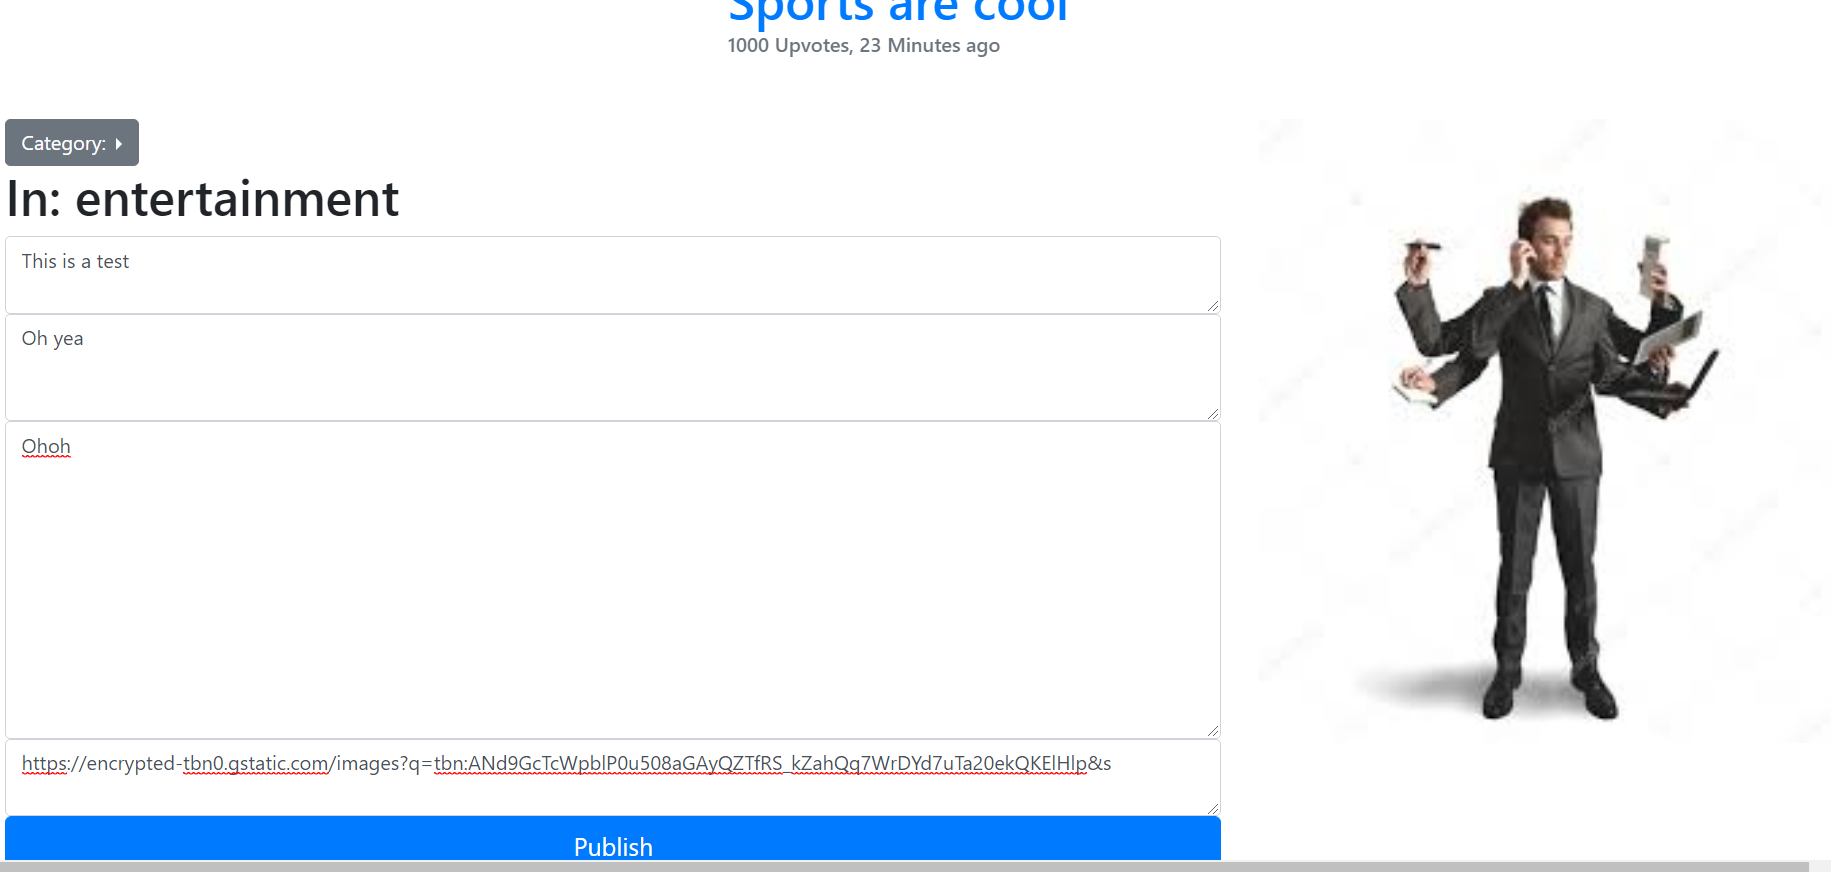 Sports are cool
1000 Upvotes, 23 Minutes ago
Category:
In: entertainment
This is a test
Oh yea
Ohoh
https://encrypted-tbn0.gstatic.com/images?q=tbn:ANd9GcTcWpblP0u508aGAyQZTfRS_kZahQq7WrDYd7uTa20ekQKElHlp&s
Publish